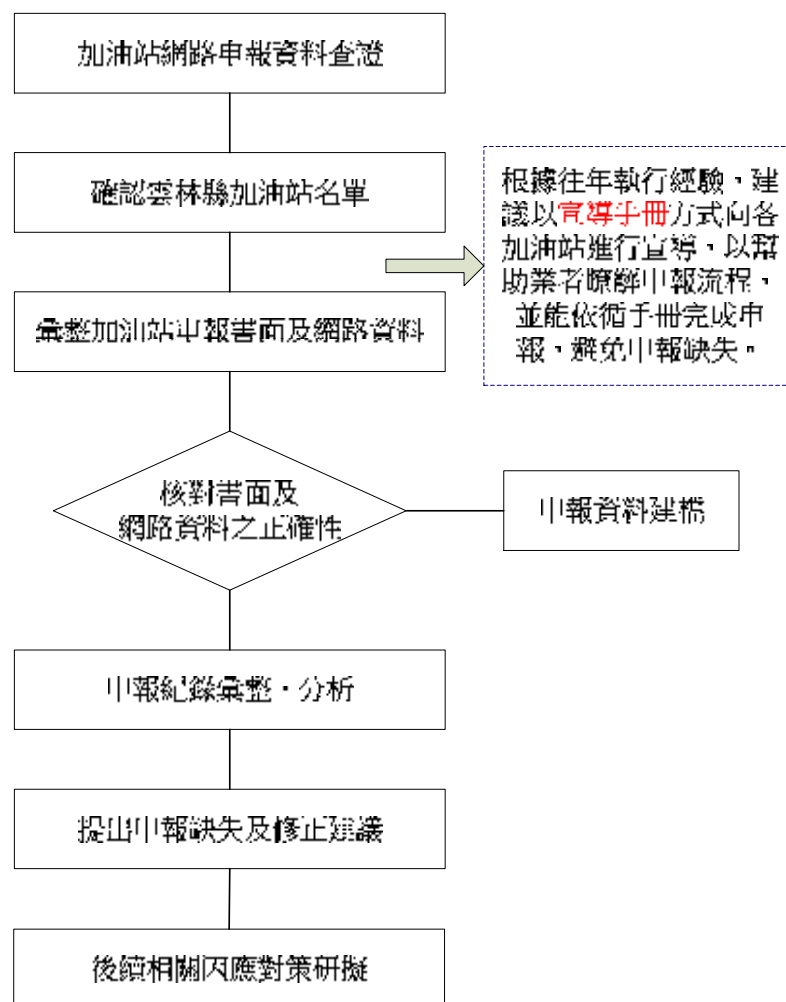 加油站網路申報資料查證
確認雲林縣加油站名單
根據往年執行經驗，建
議以宣導手冊方式向各
加油站進行宣導，以幫
助業者瞭解申報流程，
並能依循手冊完成申
報，避免申報缺失。
彙整加油站申報書面及網路資料
核對書面及
網路資料之正確性
申報資料建檔
申報紀錄彙整、分析
提出申報缺失及修正建議
後續相關因應對策研擬